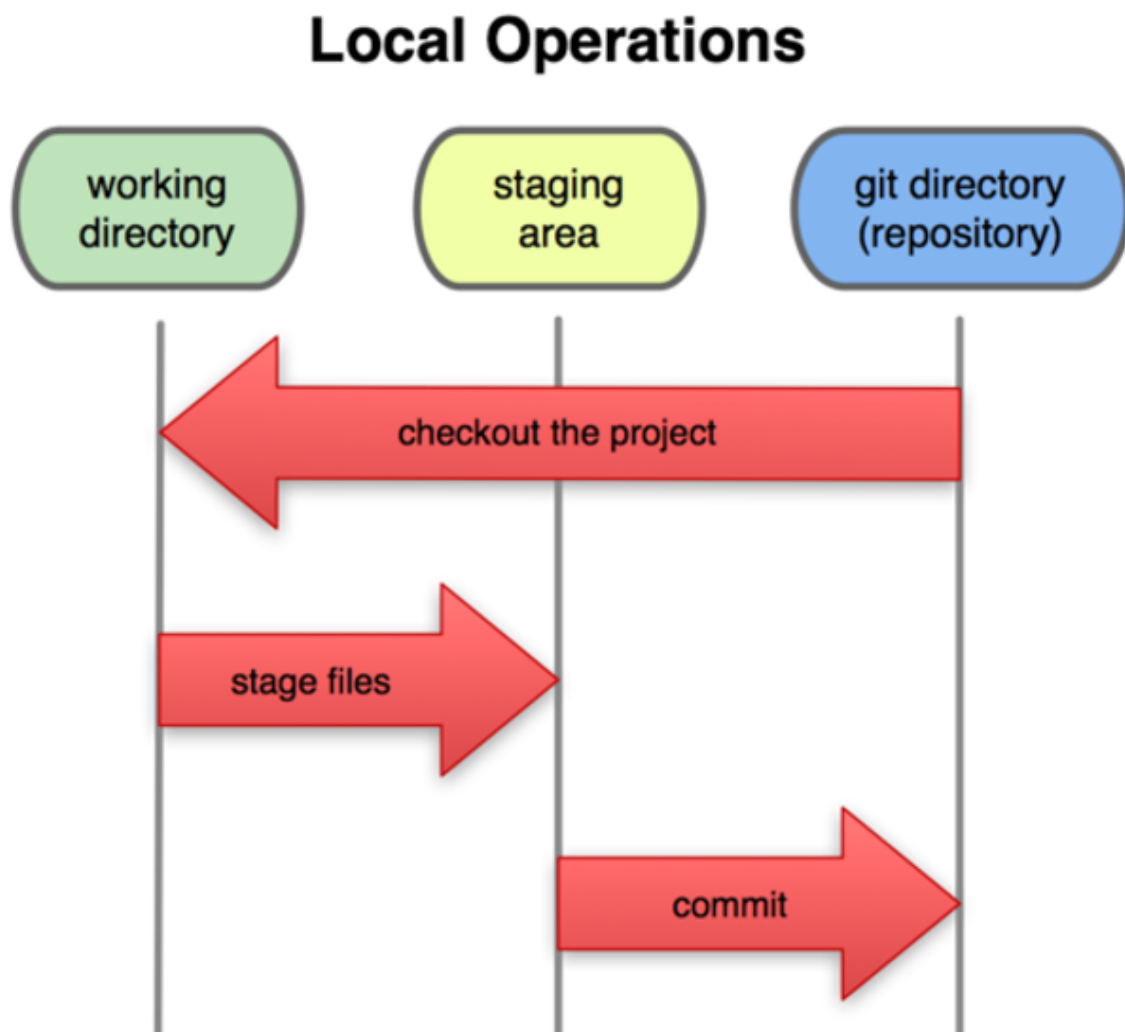 Local Operations
working
directory
staging
area
git directory
(repository)
checkout the project
stage files
commit